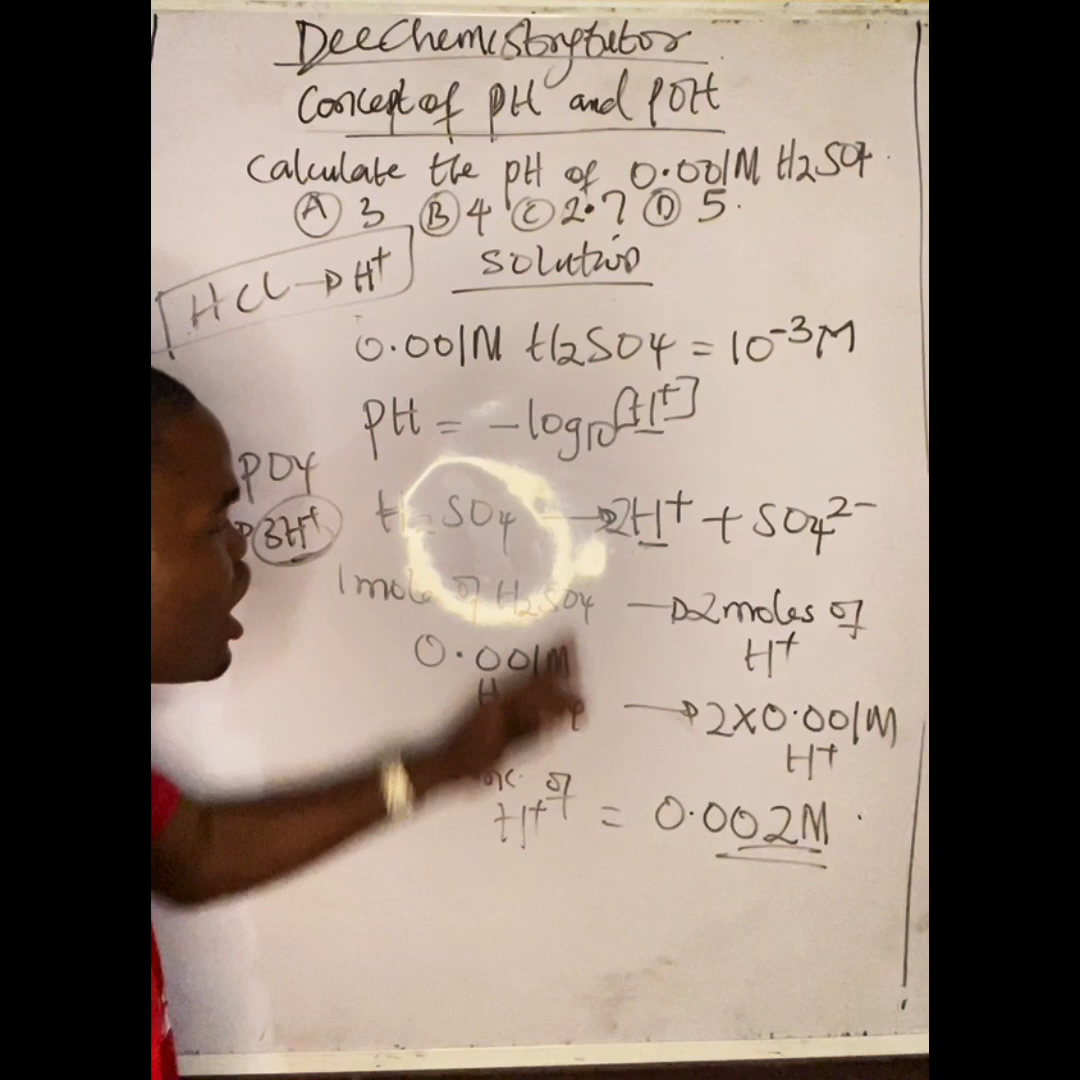 DeeChemistrytutor
Concept of pH and pOH
Calculate the pH of 0.001M H2SO4.
(A) 3 (B) 4 (C) 2.7 (D) 5.
Solution
HCl → H+
0.001M H2SO4 = 10⁻³M
pH = -log10[H+]
PO4
3H+
H2SO4 → 2H+ + SO4²⁻
1 mole of H2SO4 → 2 moles of
H+
0.001M
H → 2×0.001M
H+
of
H+ = 0.002M.